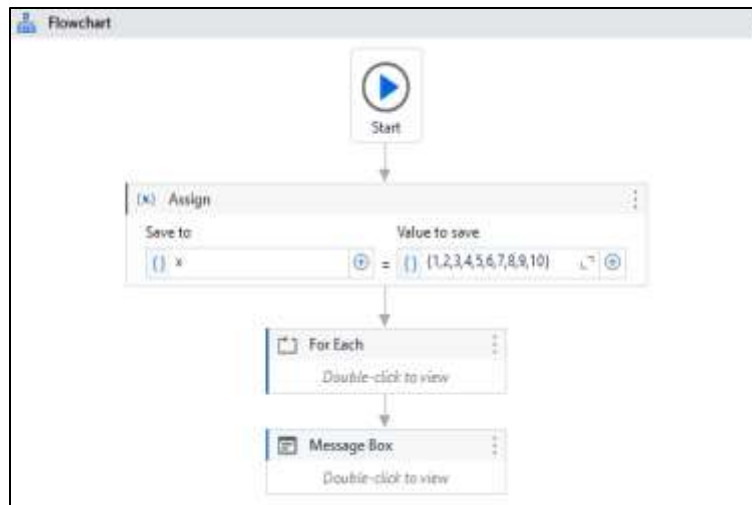 Flowchart
Start
(x) Assign
Save to
Value to save
{} x = {} {1,2,3,4,5,6,7,8,9,10}
For Each
Double-click to view
Message Box
Double-click to view